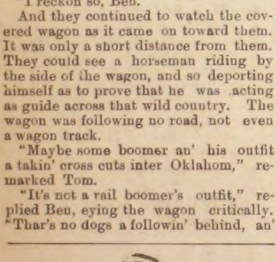 "I reckon so, Ben.
And they continued to watch the cov-
ered wagon as it came on toward them.
It was only a short distance from them.
They could see a horseman riding by
the side of the wagon, and so deporting
himself as to prove that he was acting
as guide across that wild country. The
wagon was following no road, not even
a wagon track.
"Maybe some boomer an' his outfit
a takin' cross cuts inter Oklahom," re-
marked Tom.
"It's not a rail boomer's outfit," re-
plied Ben, eying the wagon critically.
"Thar's no dogs a followin' behind, an'